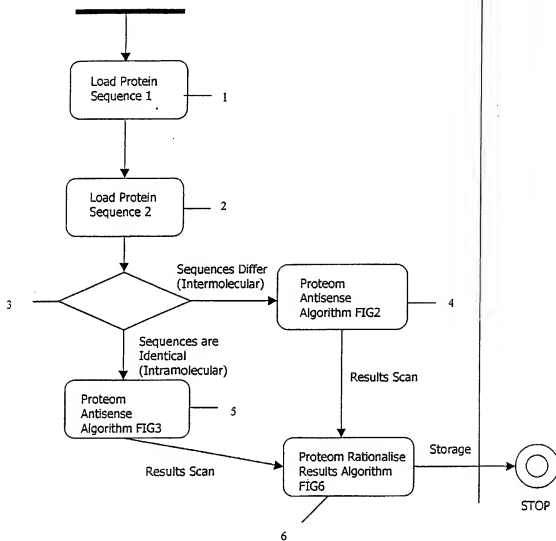 Load Protein
Sequence 1
1
Load Protein
Sequence 2
2
3
Sequences Differ
(Intermolecular)
Proteom
Antisense
Algorithm FIG2
4
Sequences are
Identical
(Intramolecular)
Results Scan
Proteom
Antisense
Algorithm FIG3
5
Results Scan
Proteom Rationalise
Results Algorithm
FIG6
Storage
STOP
6